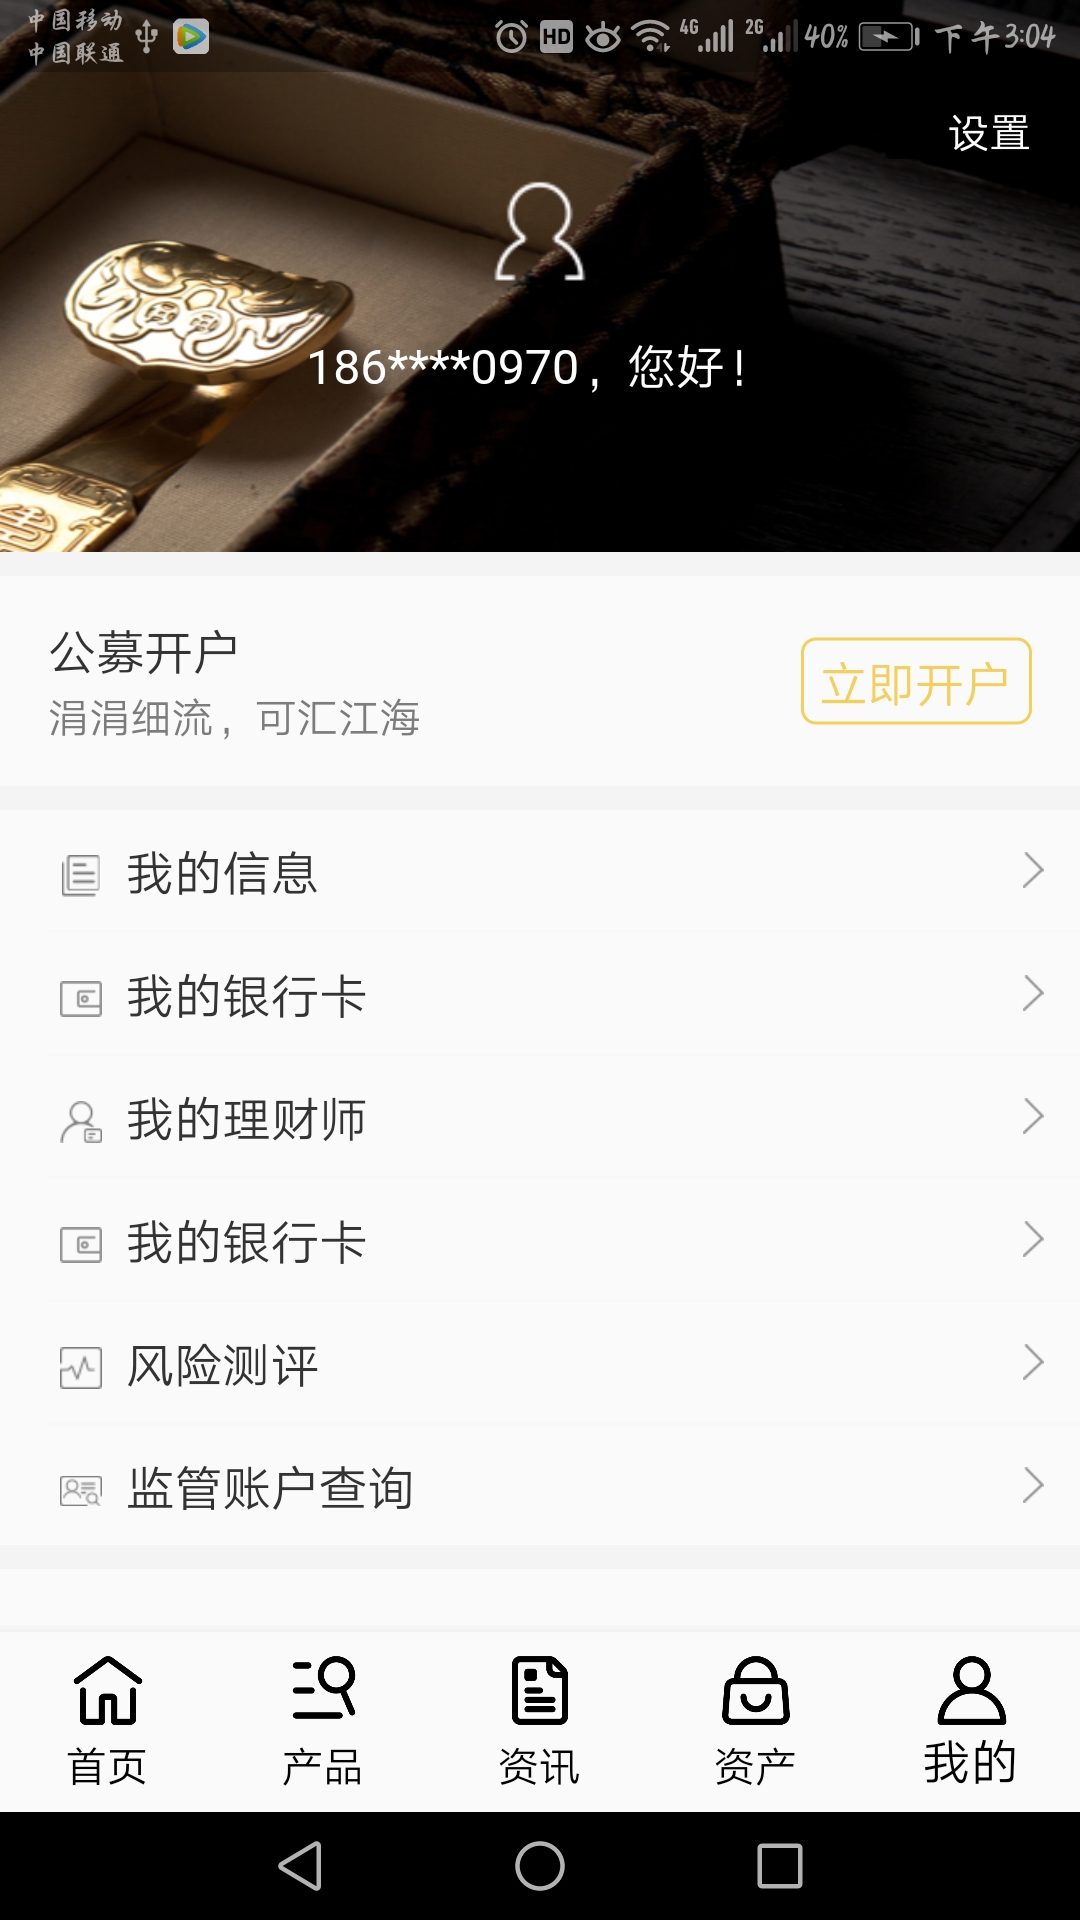 中国移动
中国联通
HD 4G 2G 40% 下午3:04
设置
186****0970，您好！
公募开户
涓涓细流，可汇江海
立即开户
我的信息
我的银行卡
我的理财师
我的银行卡
风险测评
监管账户查询
首页 产品 资讯 资产 我的